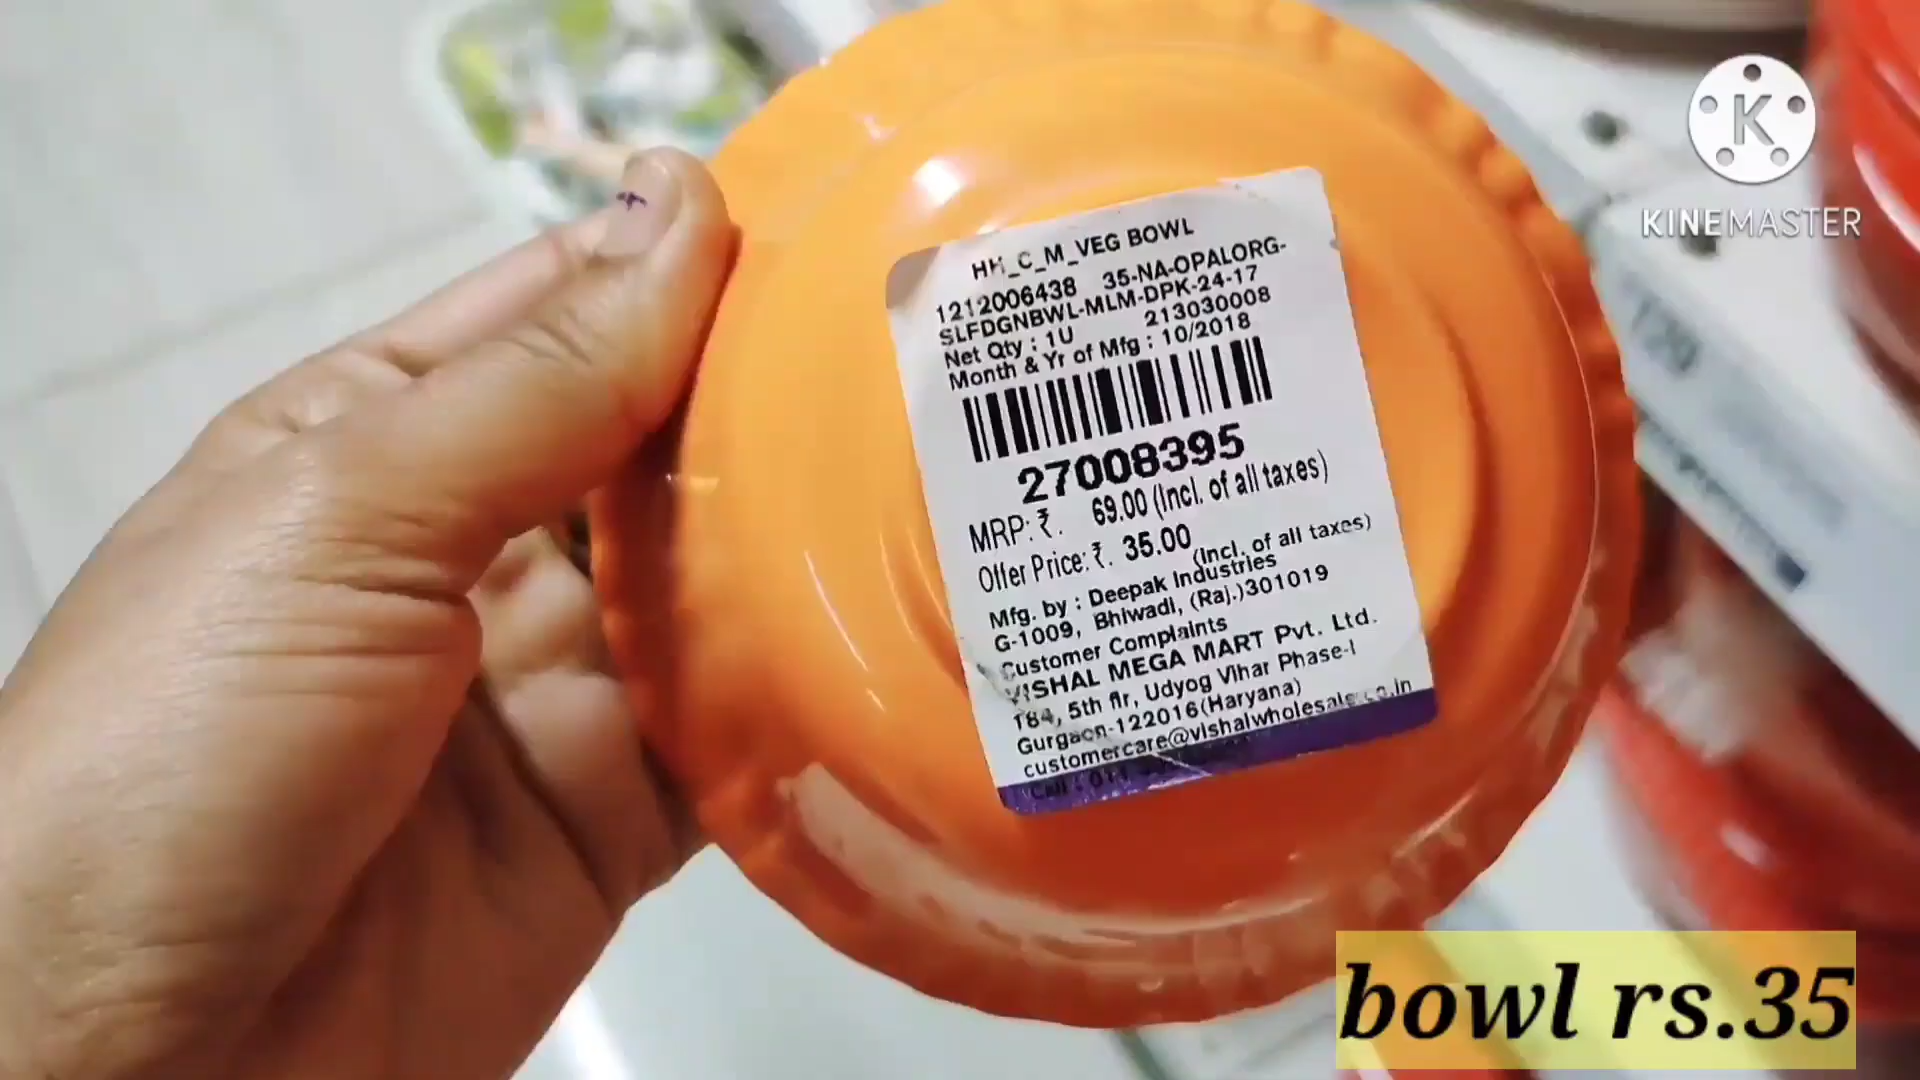 K
KINEMASTER
HH_C_M_VEG BOWL
1212006438 35-NA-OPALORG-
SLFDGNBWL-MLM-DPK-24-17
Net Qty : 1U 213030008
Month & Yr of Mfg : 10/2018
27008395
MRP: ₹. 69.00 (Incl. of all taxes)
Offer Price: ₹. 35.00
(Incl. of all taxes)
Mfg. by : Deepak Industries
G-1009, Bhiwadi, (Raj.)301019
Customer Complaints
VISHAL MEGA MART Pvt. Ltd.
184, 5th flr, Udyog Vihar Phase-I
Gurgaon-122016(Haryana)
customercare@vishalwholesale.co.in
bowl rs.35